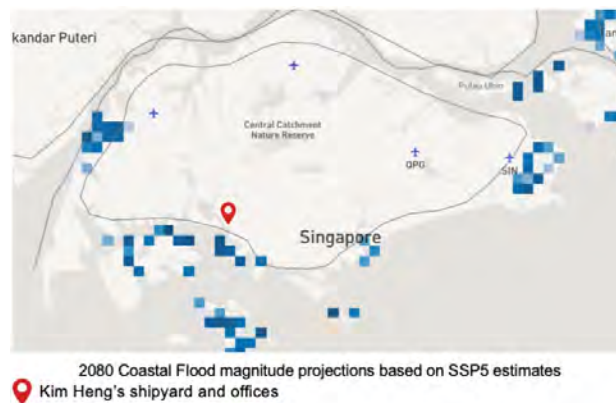 kandar Puteri
Pulau Ubin
Central Catchment
Nature Reserve
QPG
SIN
Singapore
2080 Coastal Flood magnitude projections based on SSP5 estimates
Kim Heng's shipyard and offices